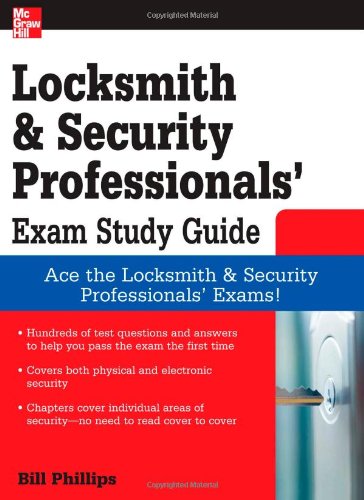 Copyrighted Material
Mc
Graw
Hill
Locksmith
& Security
Professionals'
Exam Study Guide
Ace the Locksmith & Security
Professionals' Exams!
• Hundreds of test questions and answers
to help you pass the exam the first time
• Covers both physical and electronic
security
• Chapters cover individual areas of
security—no need to read cover to cover
Bill Phillips
Copyrighted Material